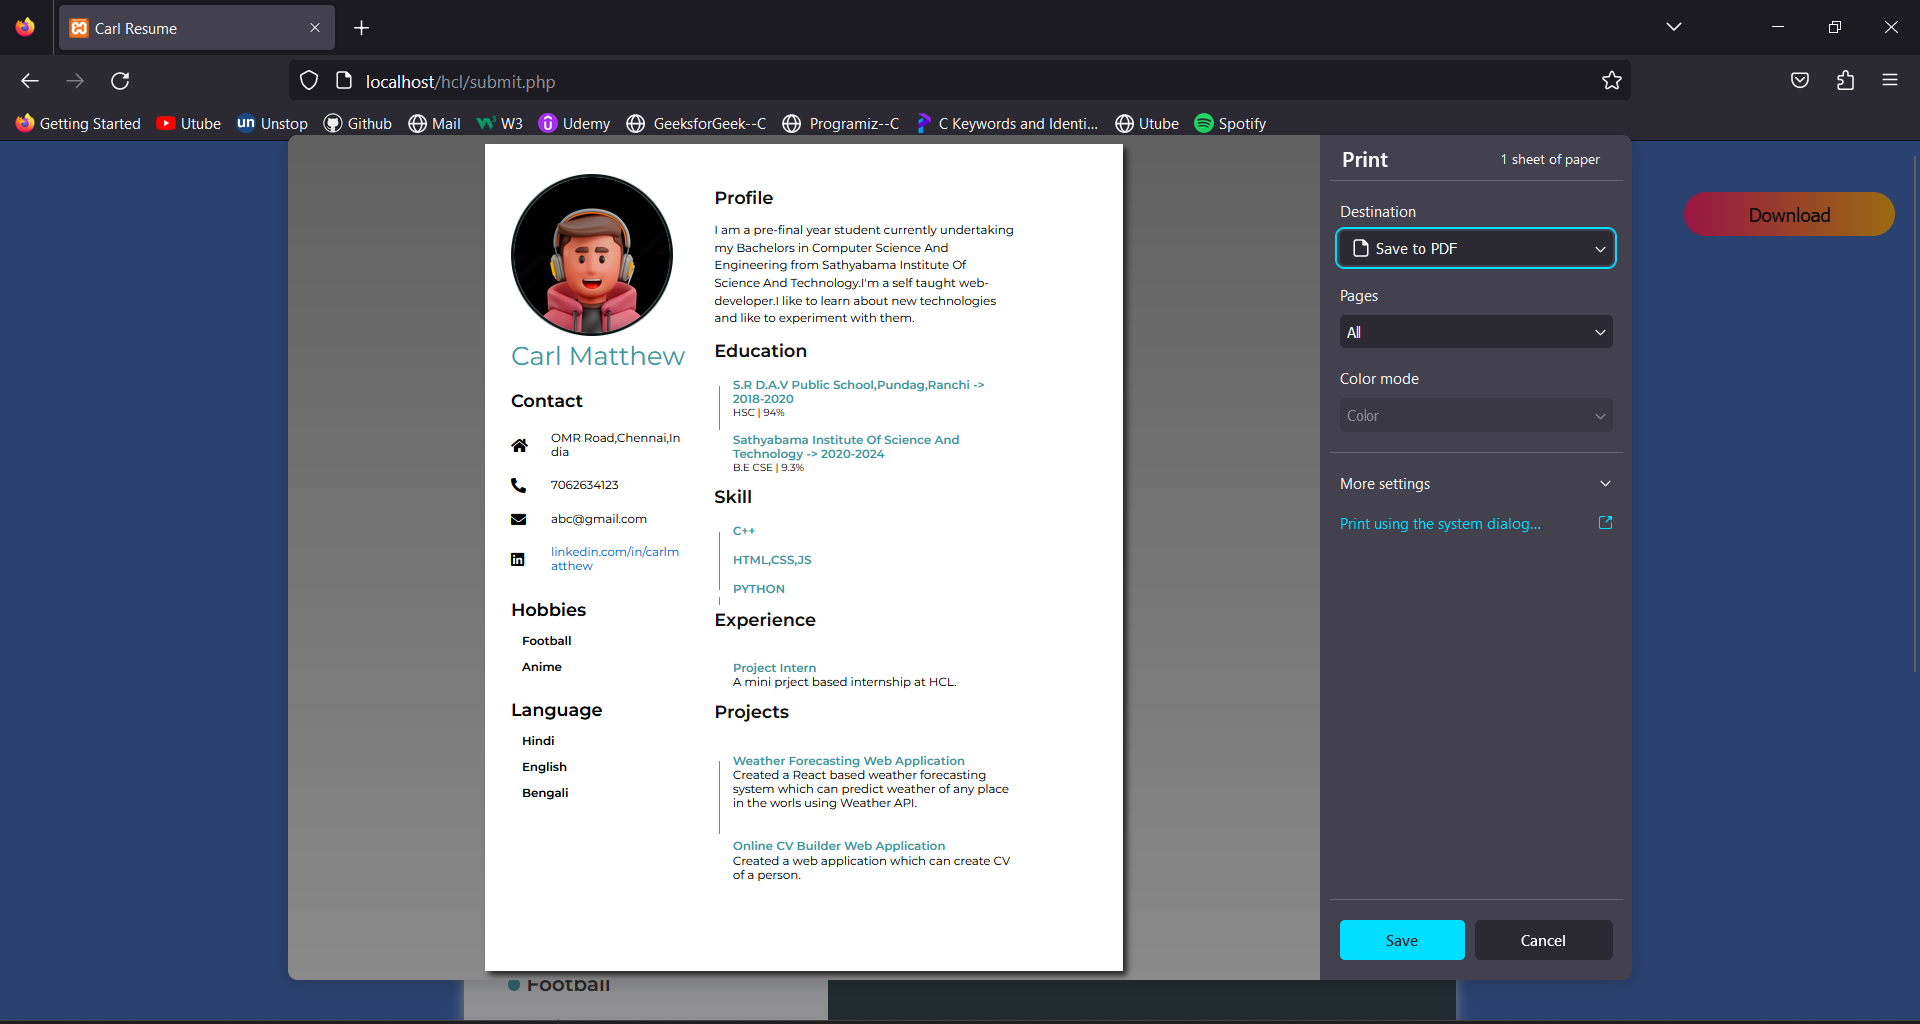 Carl Resume
localhost/hcl/submit.php
Getting Started
Utube
un Unstop
Github
Mail
W3
Udemy
GeeksforGeek--C
Programiz--C
C Keywords and Identi...
Utube
Spotify
Download
Carl Matthew
Contact
OMR Road,Chennai,In
dia
7062634123
abc@gmail.com
linkedin.com/in/carlm
atthew
Hobbies
Football
Anime
Language
Hindi
English
Bengali
Profile
I am a pre-final year student currently undertaking
my Bachelors in Computer Science And
Engineering from Sathyabama Institute Of
Science And Technology.I'm a self taught web-
developer.I like to learn about new technologies
and like to experiment with them.
Education
S.R D.A.V Public School,Pundag,Ranchi ->
2018-2020
HSC | 94%
Sathyabama Institute Of Science And
Technology -> 2020-2024
B.E CSE | 9.3%
Skill
C++
HTML,CSS,JS
PYTHON
Experience
Project Intern
A mini prject based internship at HCL.
Projects
Weather Forecasting Web Application
Created a React based weather forecasting
system which can predict weather of any place
in the worls using Weather API.
Online CV Builder Web Application
Created a web application which can create CV
of a person.
Print
1 sheet of paper
Destination
Save to PDF
Pages
All
Color mode
Color
More settings
Print using the system dialog...
Save
Cancel
Football